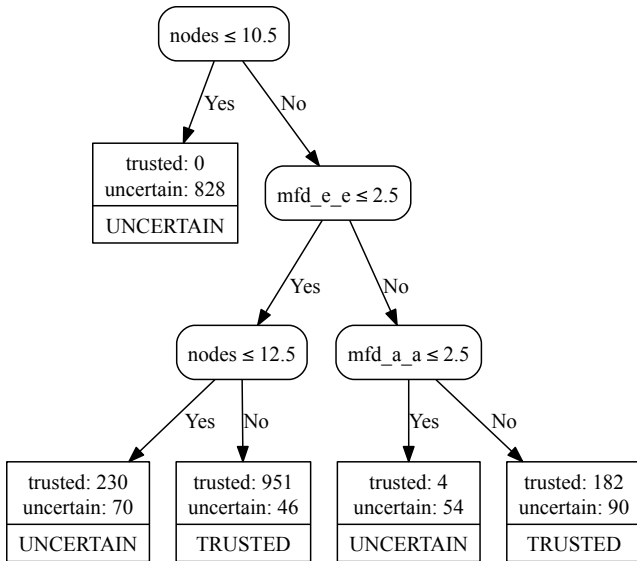 nodes ≤ 10.5
Yes
No
trusted: 0
uncertain: 828
UNCERTAIN
mfd_e_e ≤ 2.5
Yes
No
nodes ≤ 12.5
mfd_a_a ≤ 2.5
Yes
No
Yes
No
trusted: 230
uncertain: 70
UNCERTAIN
trusted: 951
uncertain: 46
TRUSTED
trusted: 4
uncertain: 54
UNCERTAIN
trusted: 182
uncertain: 90
TRUSTED